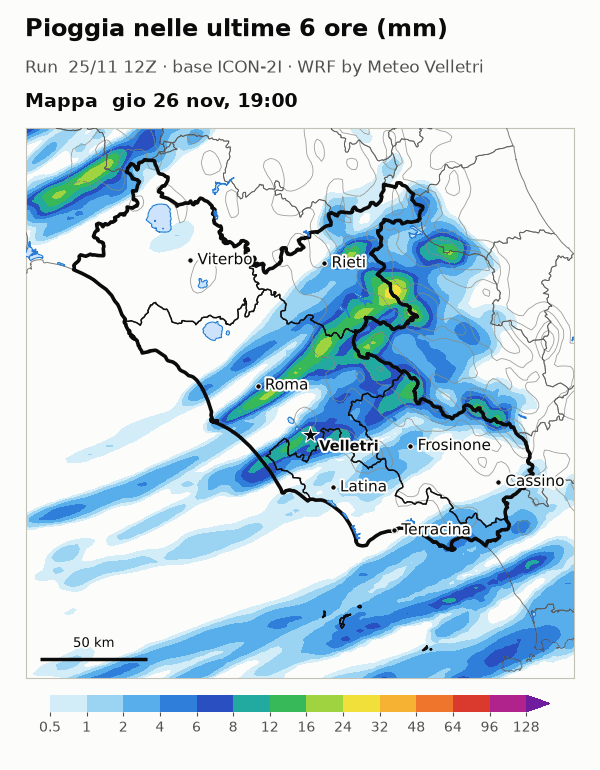 Pioggia nelle ultime 6 ore (mm)
Run 25/11 12Z · base ICON-2I · WRF by Meteo Velletri
Mappa gio 26 nov, 19:00
Viterbo
Rieti
Roma
Velletri
Frosinone
Latina
Cassino
Terracina
50 km
0.5 1 2 4 6 8 12 16 24 32 48 64 96 128